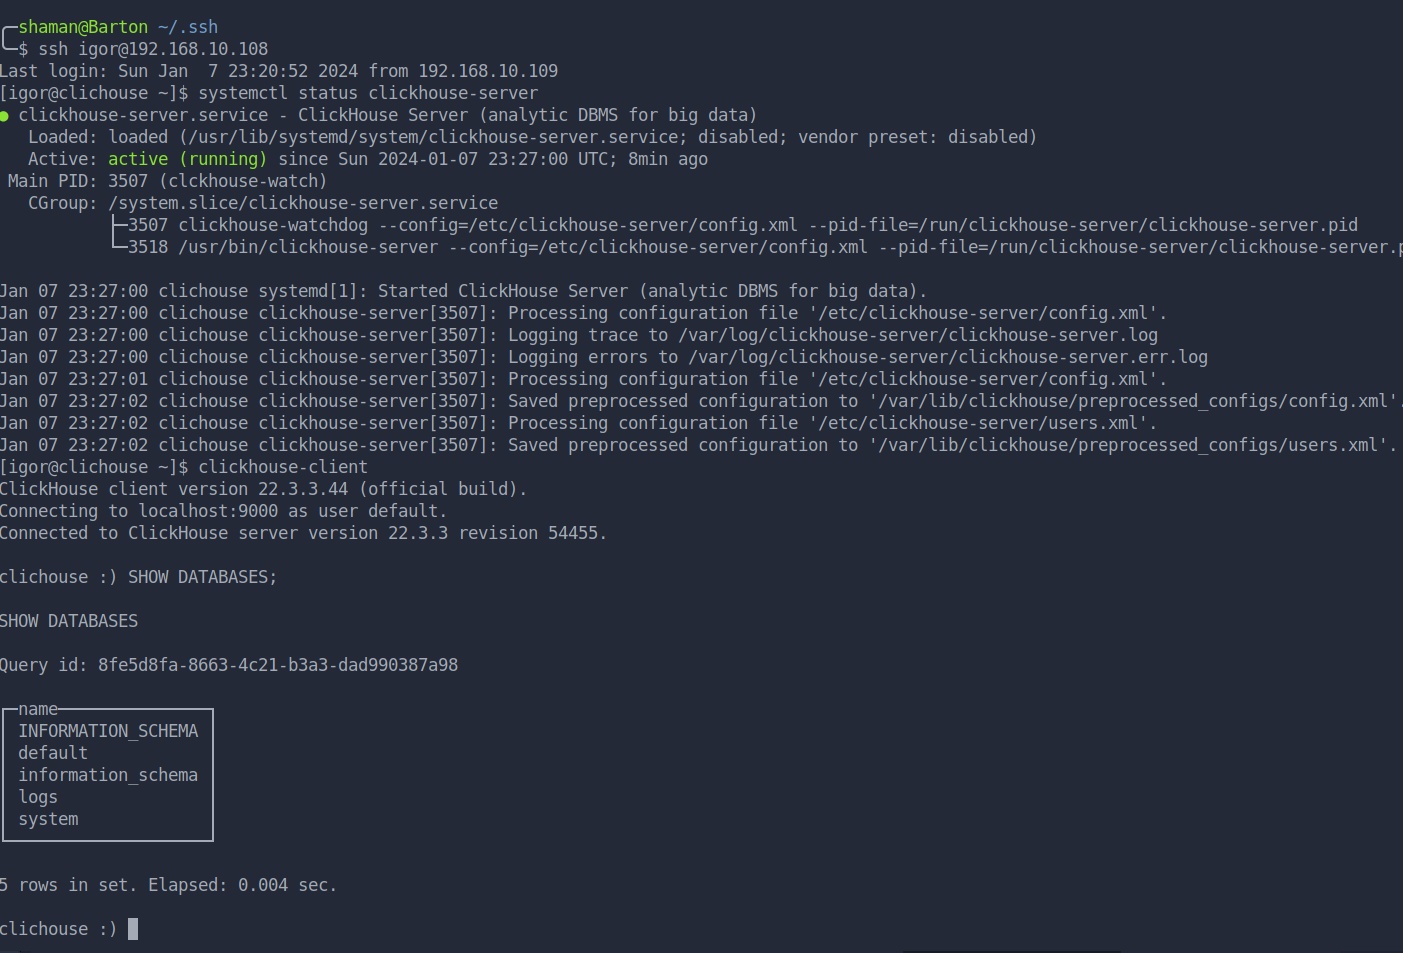 shaman@Barton ~/.ssh
$ ssh igor@192.168.10.108
Last login: Sun Jan  7 23:20:52 2024 from 192.168.10.109
[igor@clichouse ~]$ systemctl status clickhouse-server
● clickhouse-server.service - ClickHouse Server (analytic DBMS for big data)
   Loaded: loaded (/usr/lib/systemd/system/clickhouse-server.service; disabled; vendor preset: disabled)
   Active: active (running) since Sun 2024-01-07 23:27:00 UTC; 8min ago
 Main PID: 3507 (clckhouse-watch)
   CGroup: /system.slice/clickhouse-server.service
           ├─3507 clickhouse-watchdog --config=/etc/clickhouse-server/config.xml --pid-file=/run/clickhouse-server/clickhouse-server.pid
           └─3518 /usr/bin/clickhouse-server --config=/etc/clickhouse-server/config.xml --pid-file=/run/clickhouse-server/clickhouse-server.p
Jan 07 23:27:00 clichouse systemd[1]: Started ClickHouse Server (analytic DBMS for big data).
Jan 07 23:27:00 clichouse clickhouse-server[3507]: Processing configuration file '/etc/clickhouse-server/config.xml'.
Jan 07 23:27:00 clichouse clickhouse-server[3507]: Logging trace to /var/log/clickhouse-server/clickhouse-server.log
Jan 07 23:27:00 clichouse clickhouse-server[3507]: Logging errors to /var/log/clickhouse-server/clickhouse-server.err.log
Jan 07 23:27:01 clichouse clickhouse-server[3507]: Processing configuration file '/etc/clickhouse-server/config.xml'.
Jan 07 23:27:02 clichouse clickhouse-server[3507]: Saved preprocessed configuration to '/var/lib/clickhouse/preprocessed_configs/config.xml'.
Jan 07 23:27:02 clichouse clickhouse-server[3507]: Processing configuration file '/etc/clickhouse-server/users.xml'.
Jan 07 23:27:02 clichouse clickhouse-server[3507]: Saved preprocessed configuration to '/var/lib/clickhouse/preprocessed_configs/users.xml'.
[igor@clichouse ~]$ clickhouse-client
ClickHouse client version 22.3.3.44 (official build).
Connecting to localhost:9000 as user default.
Connected to ClickHouse server version 22.3.3 revision 54455.
clichouse :) SHOW DATABASES;
SHOW DATABASES
Query id: 8fe5d8fa-8663-4c21-b3a3-dad990387a98
name
INFORMATION_SCHEMA
default
information_schema
logs
system
5 rows in set. Elapsed: 0.004 sec.
clichouse :)